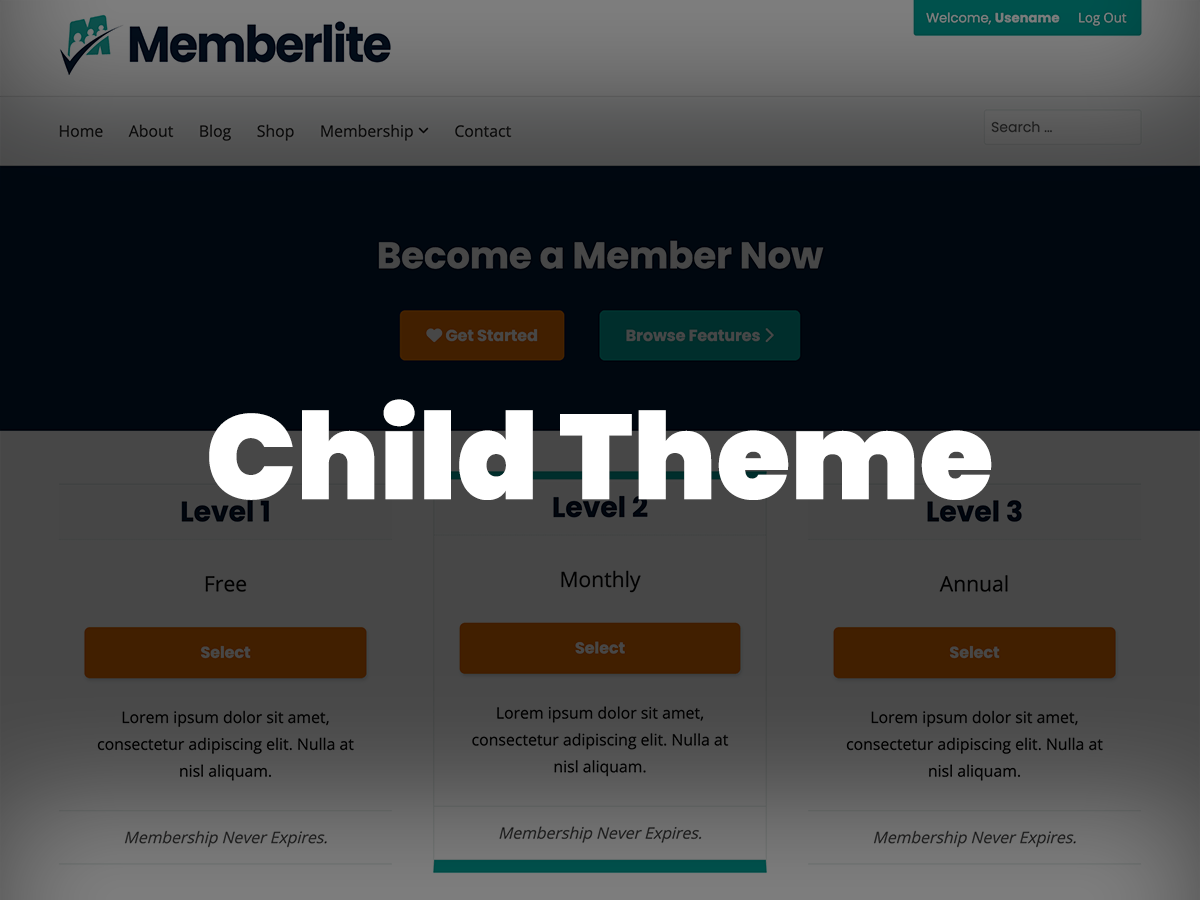 Welcome, Usename Log Out
Memberlite
Home About Blog Shop Membership Contact
Search ...
Become a Member Now
Get Started
Browse Features
Child Theme
Level 1
Free
Select
Lorem ipsum dolor sit amet,
consectetur adipiscing elit. Nulla at
nisl aliquam.
Membership Never Expires.
Level 2
Monthly
Select
Lorem ipsum dolor sit amet,
consectetur adipiscing elit. Nulla at
nisl aliquam.
Membership Never Expires.
Level 3
Annual
Select
Lorem ipsum dolor sit amet,
consectetur adipiscing elit. Nulla at
nisl aliquam.
Membership Never Expires.